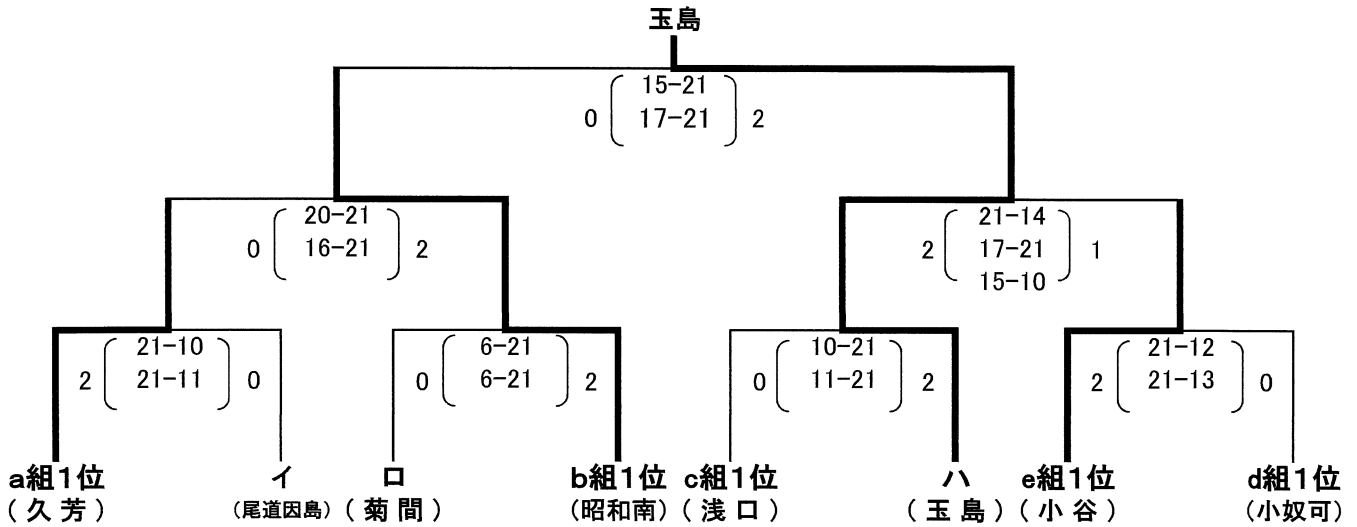 玉島
15-21
0 17-21 2
20-21
0 16-21 2
21-14
2 17-21 1
15-10
21-10
2 21-11 0
6-21
0 6-21 2
10-21
0 11-21 2
21-12
2 21-13 0
a組1位 イ ロ b組1位 c組1位 ハ e組1位 d組1位
(久芳) (尾道因島) (菊間) (昭和南) (浅口) (玉島) (小谷) (小奴可)